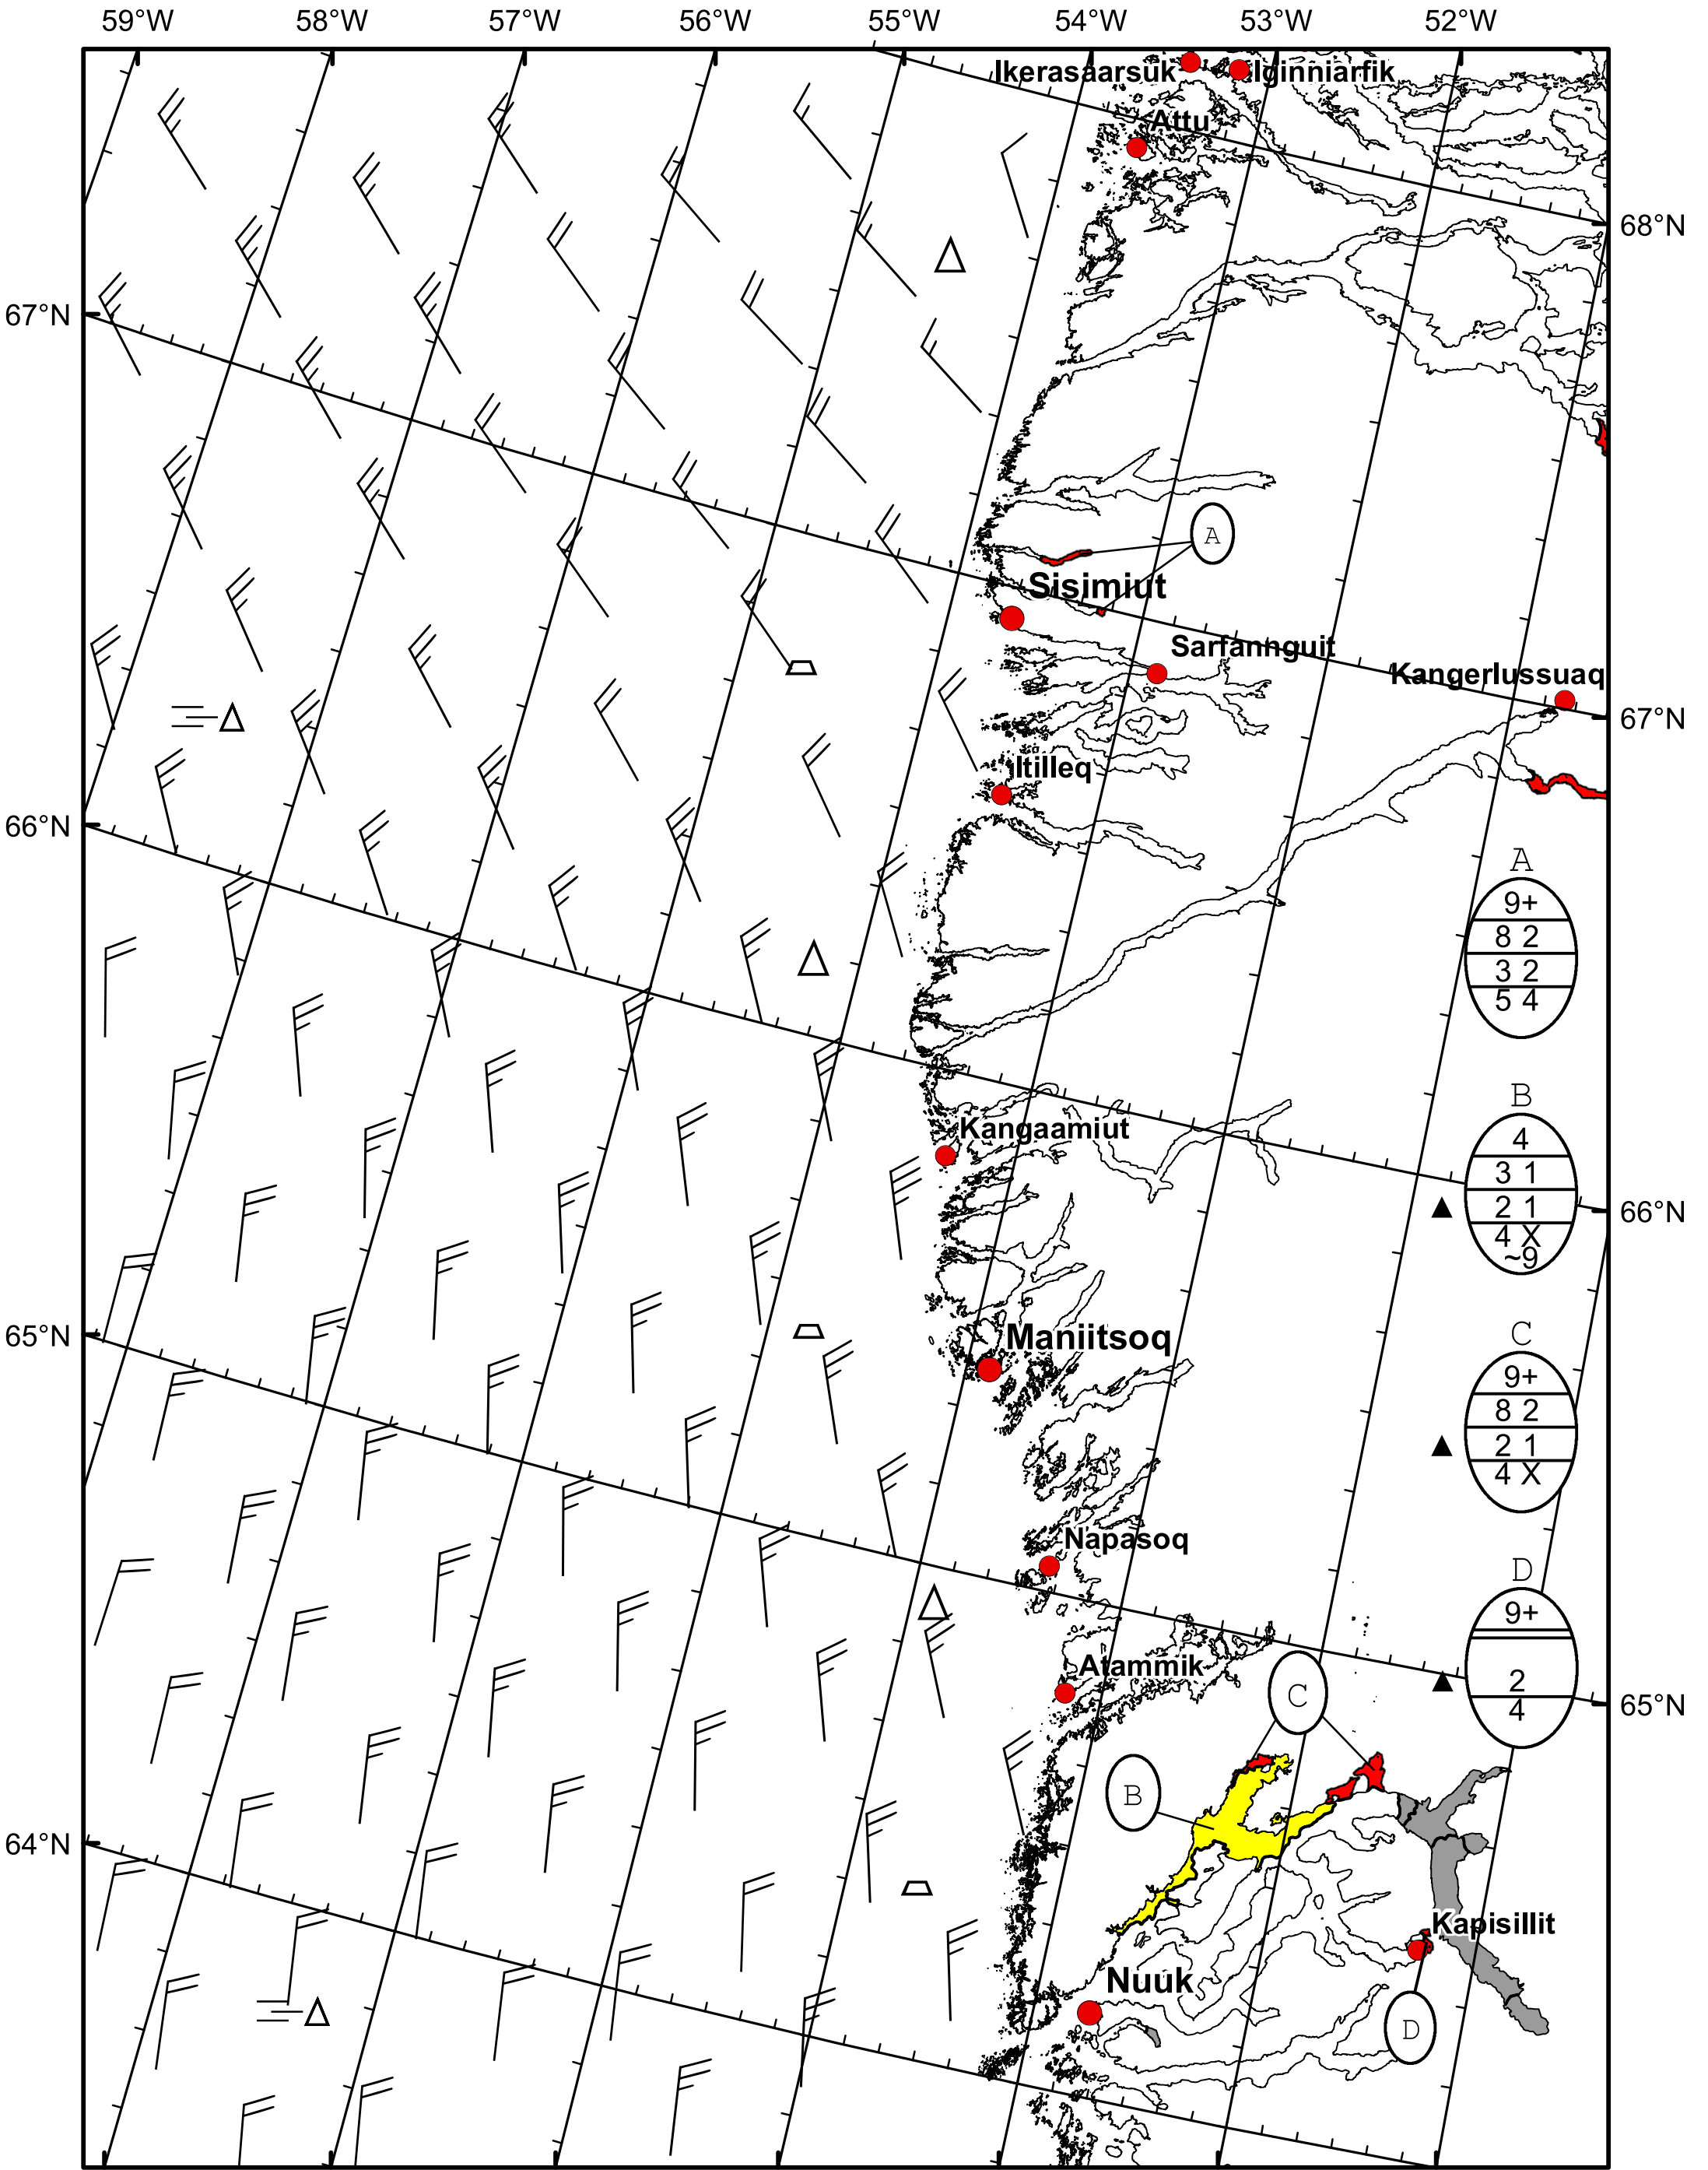 59°W 58°W 57°W 56°W 55°W 54°W 53°W 52°W
Ikerasaarsuk Iginniarfik
Attu
68°N
67°N
A
Sisimiut
Sarfannguit
Kangerlussuaq
67°N
Itilleq
66°N
A
9+
8 2
3 2
5 4
B
Kangaamiut
4
3 1
2 1
66°N
4 X
~9
65°N
Maniitsoq
C
9+
8 2
2 1
4 X
Napasoq
D
9+
Atammik
2
C
65°N
4
B
64°N
Kapisillit
Nuuk
D